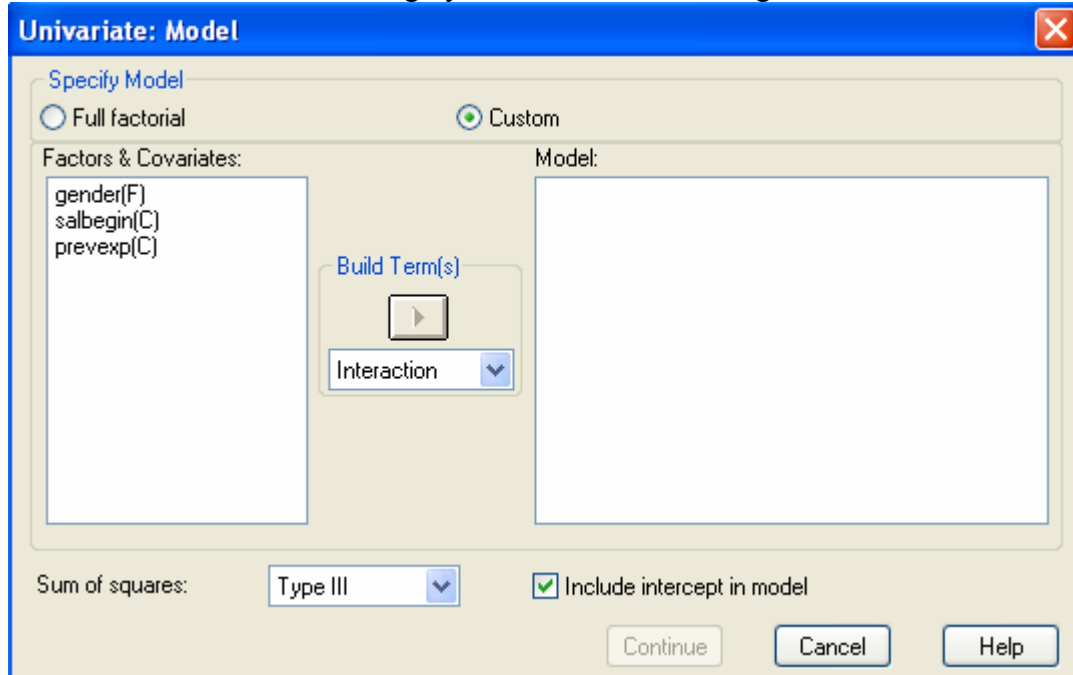 Univariate: Model
Specify Model
Full factorial
Custom
Factors & Covariates:
Model:
gender(F)
salbegin(C)
prevexp(C)
Build Term(s)
Interaction
Sum of squares:
Type III
Include intercept in model
Continue
Cancel
Help